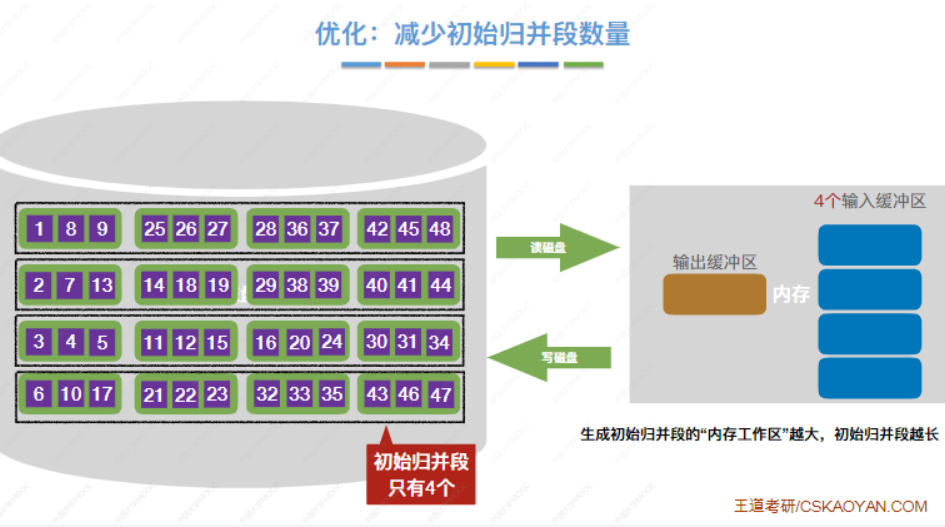 优化：减少初始归并段数量
4个输入缓冲区
1 8 9 25 26 27 28 36 37 42 45 48
读磁盘
输出缓冲区
2 7 13 14 18 19 29 38 39 40 41 44
内存
3 4 5 11 12 15 16 20 24 30 31 34
写磁盘
6 10 17 21 22 23 32 33 35 43 46 47
生成初始归并段的“内存工作区”越大，初始归并段越长
初始归并段
只有4个
王道考研/CSKAOYAN.COM